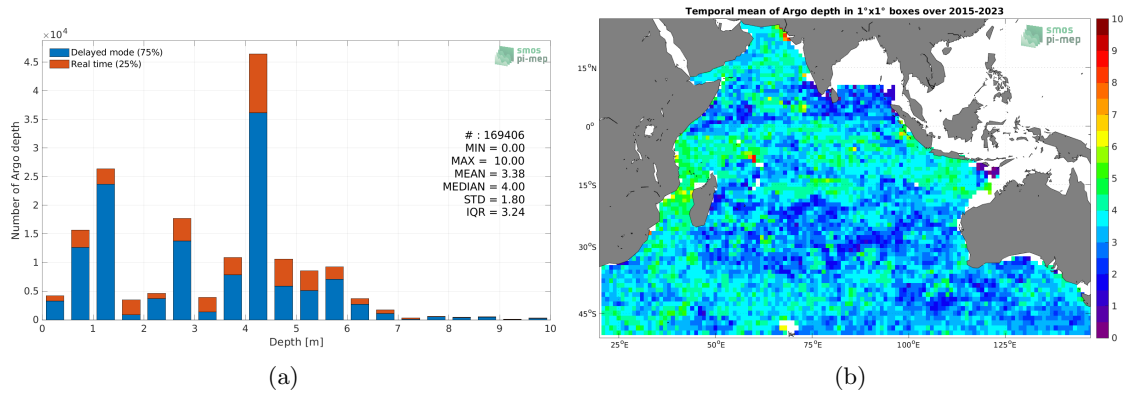 ×10⁴
Delayed mode (75%)
Real time (25%)
smos
pi-mep
4.5
4
3.5
3
2.5
2
1.5
1
0.5
0
Number of Argo depth
# : 169406
MIN = 0.00
MAX = 10.00
MEAN = 3.38
MEDIAN = 4.00
STD = 1.80
IQR = 3.24
0 1 2 3 4 5 6 7 8 9 10
Depth [m]
(a)
Temporal mean of Argo depth in 1°x1° boxes over 2015-2023
smos
pi-mep
15°N
0°
15°S
30°S
45°S
25°E 50°E 75°E 100°E 125°E
10
9
8
7
6
5
4
3
2
1
0
(b)